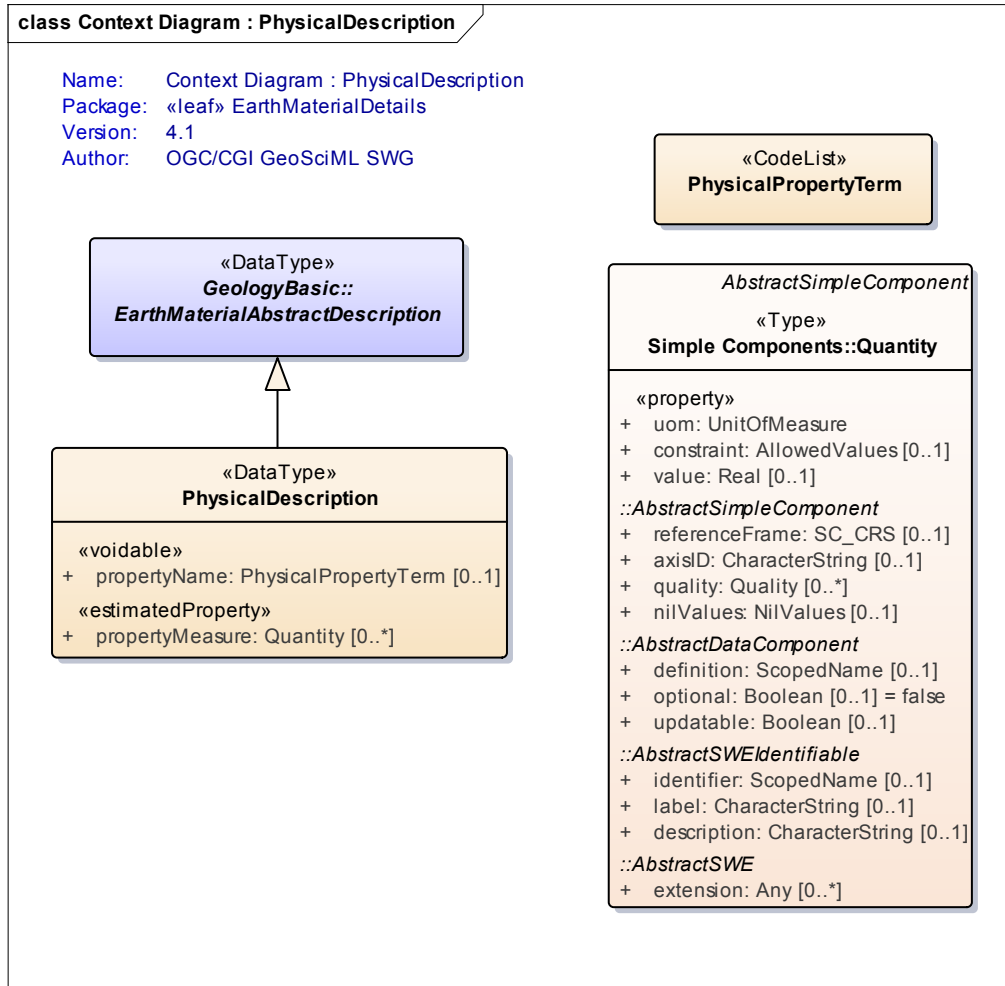 class Context Diagram : PhysicalDescription
Name: Context Diagram : PhysicalDescription
Package: «leaf» EarthMaterialDetails
Version: 4.1
Author: OGC/CGI GeoSciML SWG
«CodeList»
PhysicalPropertyTerm
«DataType»
GeologyBasic::
EarthMaterialAbstractDescription
«DataType»
PhysicalDescription
«voidable»
+ propertyName: PhysicalPropertyTerm [0..1]
«estimatedProperty»
+ propertyMeasure: Quantity [0..*]
AbstractSimpleComponent
«Type»
Simple Components::Quantity
«property»
+ uom: UnitOfMeasure
+ constraint: AllowedValues [0..1]
+ value: Real [0..1]
::AbstractSimpleComponent
+ referenceFrame: SC_CRS [0..1]
+ axisID: CharacterString [0..1]
+ quality: Quality [0..*]
+ nilValues: NilValues [0..1]
::AbstractDataComponent
+ definition: ScopedName [0..1]
+ optional: Boolean [0..1] = false
+ updatable: Boolean [0..1]
::AbstractSWEIdentifiable
+ identifier: ScopedName [0..1]
+ label: CharacterString [0..1]
+ description: CharacterString [0..1]
::AbstractSWE
+ extension: Any [0..*]